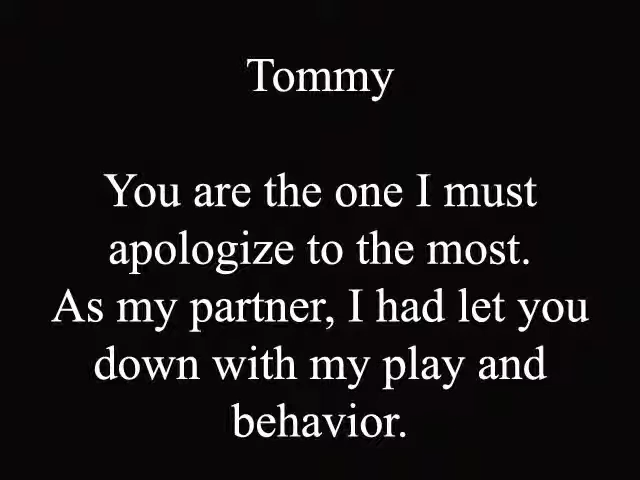 Tommy
You are the one I must
apologize to the most.
As my partner, I had let you
down with my play and
behavior.